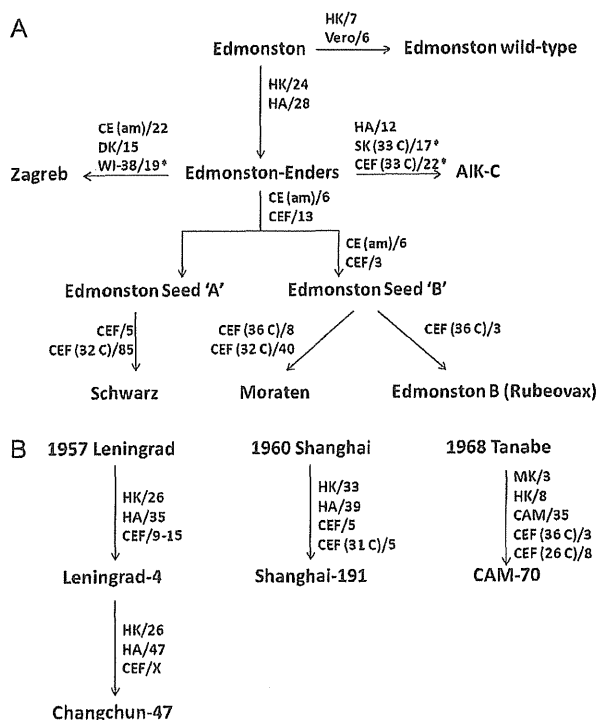 A
HK/7
Vero/6
Edmonston
Edmonston wild-type
HK/24
HA/28
CE (am)/22
DK/15
WI-38/19*
HA/12
SK (33 C)/17*
CEF (33 C)/22*
Zagreb
Edmonston-Enders
AIK-C
CE (am)/6
CEF/13
CE (am)/6
CEF/3
Edmonston Seed 'A'
Edmonston Seed 'B'
CEF/5
CEF (32 C)/85
CEF (36 C)/8
CEF (32 C)/40
CEF (36 C)/3
Schwarz
Moraten
Edmonston B (Rubeovax)
B
1957 Leningrad
1960 Shanghai
1968 Tanabe
HK/26
HA/35
CEF/9-15
HK/33
HA/39
CEF/5
CEF (31 C)/5
MK/3
HK/8
CAM/35
CEF (36 C)/3
CEF (26 C)/8
Leningrad-4
Shanghai-191
CAM-70
HK/26
HA/47
CEF/X
Changchun-47